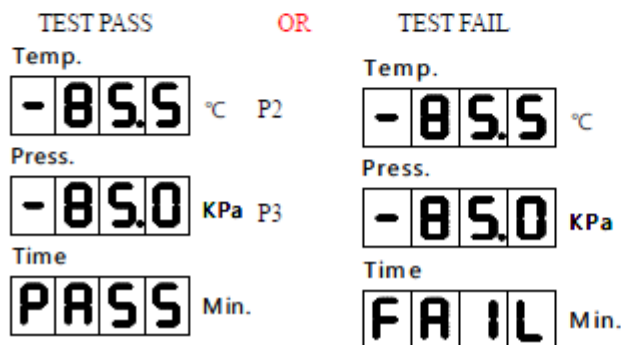 TEST PASS OR TEST FAIL
Temp.
-85.5 ℃ P2
Press.
-85.0 KPa P3
Time
PASS Min.
Temp.
-85.5 ℃
Press.
-85.0 KPa
Time
FAIL Min.